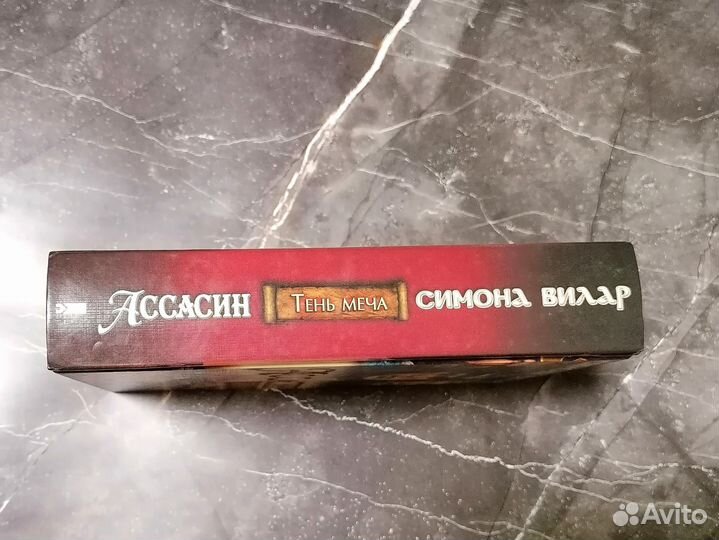 Ассасин
Тень меча
Симона Вилар
Avito